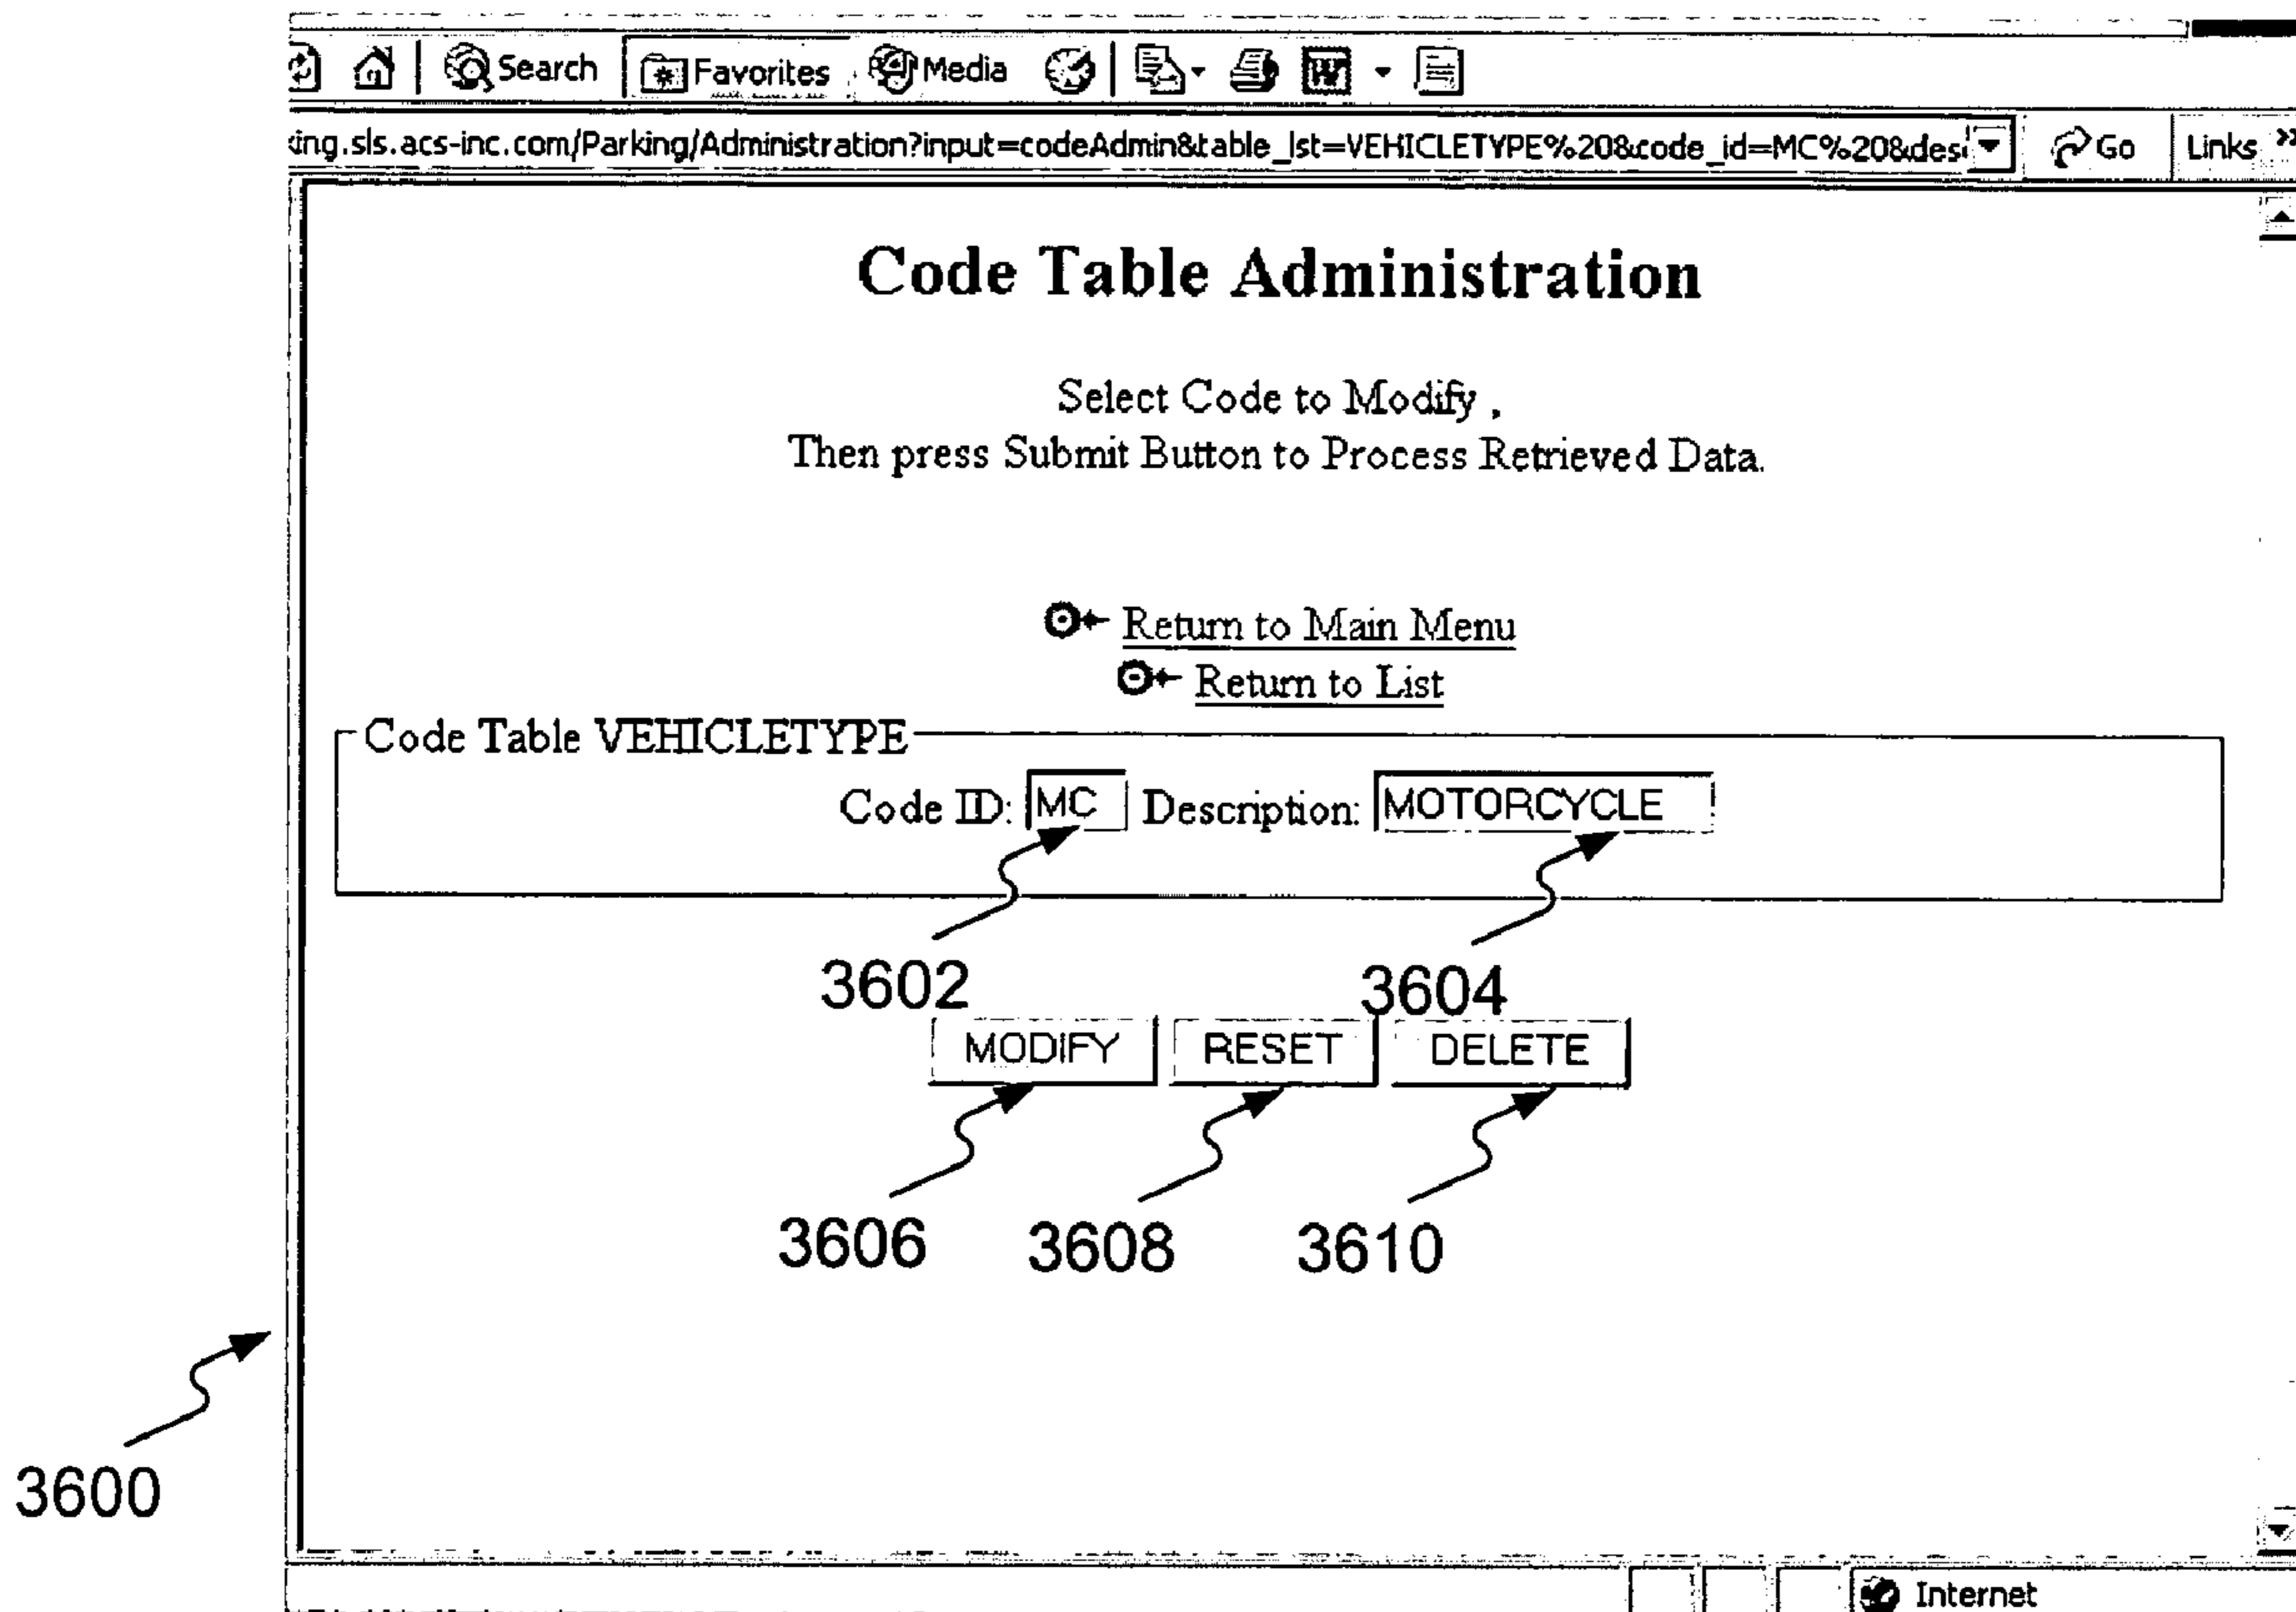 Search Favorites Media
king.sls.acs-inc.com/Parking/Administration?input=codeAdmin&table_lst=VEHICLETYPE%20&code_id=MC%20&des Go Links »
Code Table Administration
Select Code to Modify ,
Then press Submit Button to Process Retrieved Data.
Return to Main Menu
Return to List
Code Table VEHICLETYPE
Code ID: MC Description: MOTORCYCLE
3602 3604
MODIFY RESET DELETE
3606 3608 3610
3600
Internet